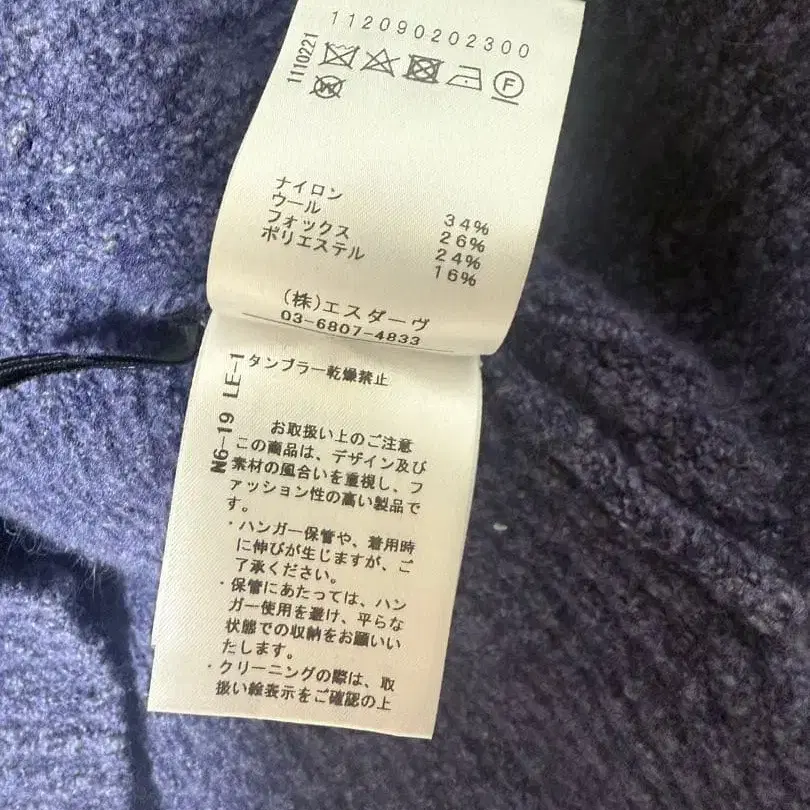 112090202300
1110221
F
W
ナイロン 34%
ウール 26%
フォックス 24%
ポリエステル 16%
(株)エスダーヴ
03-6807-4833
N6-19 LE-1
タンブラー乾燥禁止
お取扱い上のご注意
この商品は、デザイン及び
素材の風合いを重視し、フ
ァッション性の高い製品で
す。
・ハンガー保管や、着用時
に伸びが生じますが、ご
了承ください。
・保管にあたっては、ハン
ガー使用を避け、平らな
状態での収納をお願いい
たします。
・クリーニングの際は、取
扱い絵表示をご確認の上